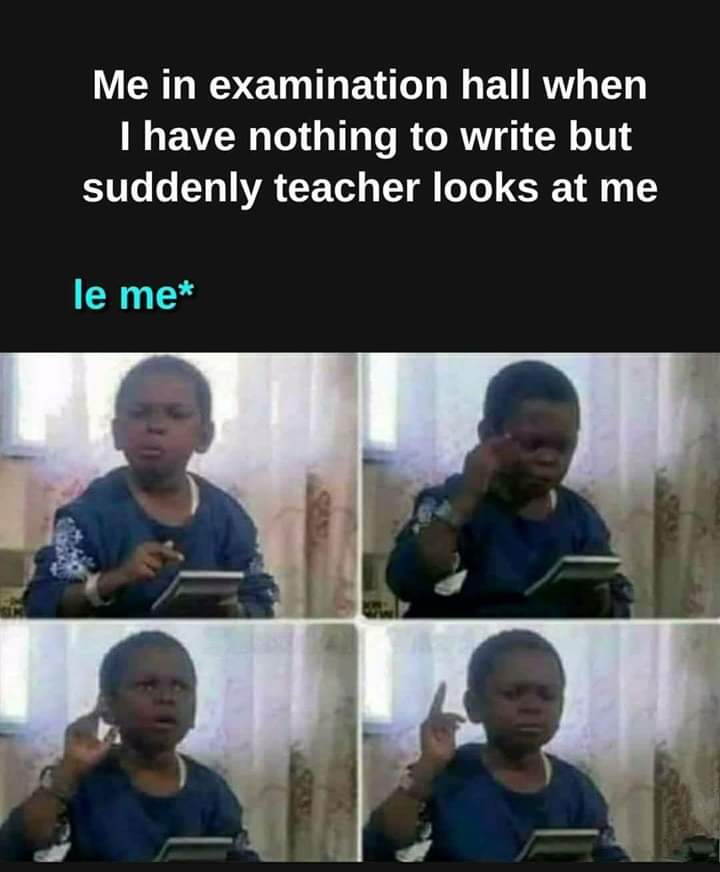 Me in examination hall when
I have nothing to write but
suddenly teacher looks at me
le me*